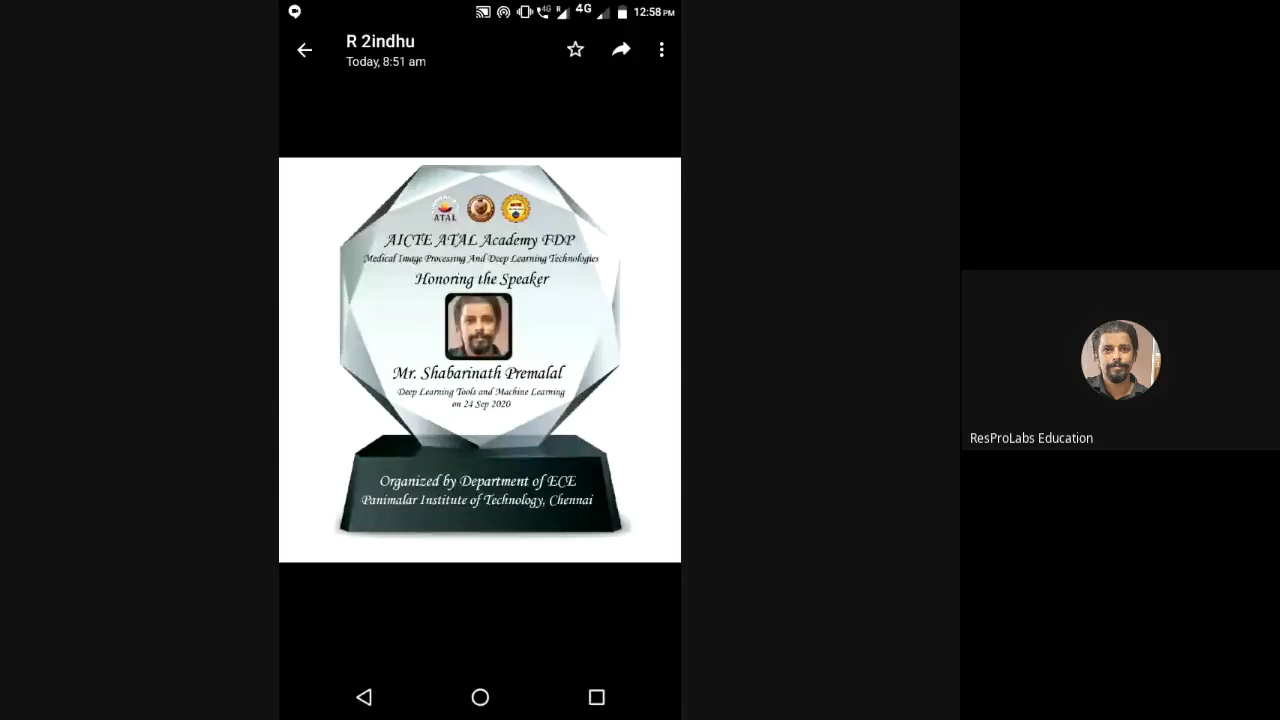 4G R 4G 12:58 PM
R 2indhu
Today, 8:51 am
ATAL
AICTE ATAL Academy FDP
Medical Image Processing And Deep Learning Technologies
Honoring the Speaker
Mr. Shabarinath Premalal
Deep Learning Tools and Machine Learning
on 24 Sep 2020
Organized by Department of ECE
Panimalar Institute of Technology, Chennai
ResProLabs Education